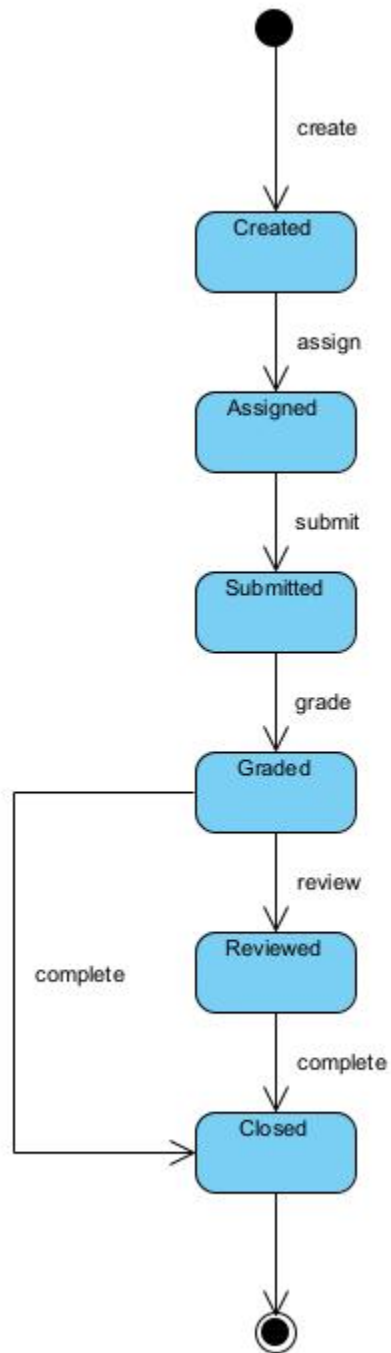 create
Created
assign
Assigned
submit
Submitted
grade
Graded
review
Reviewed
complete
complete
Closed